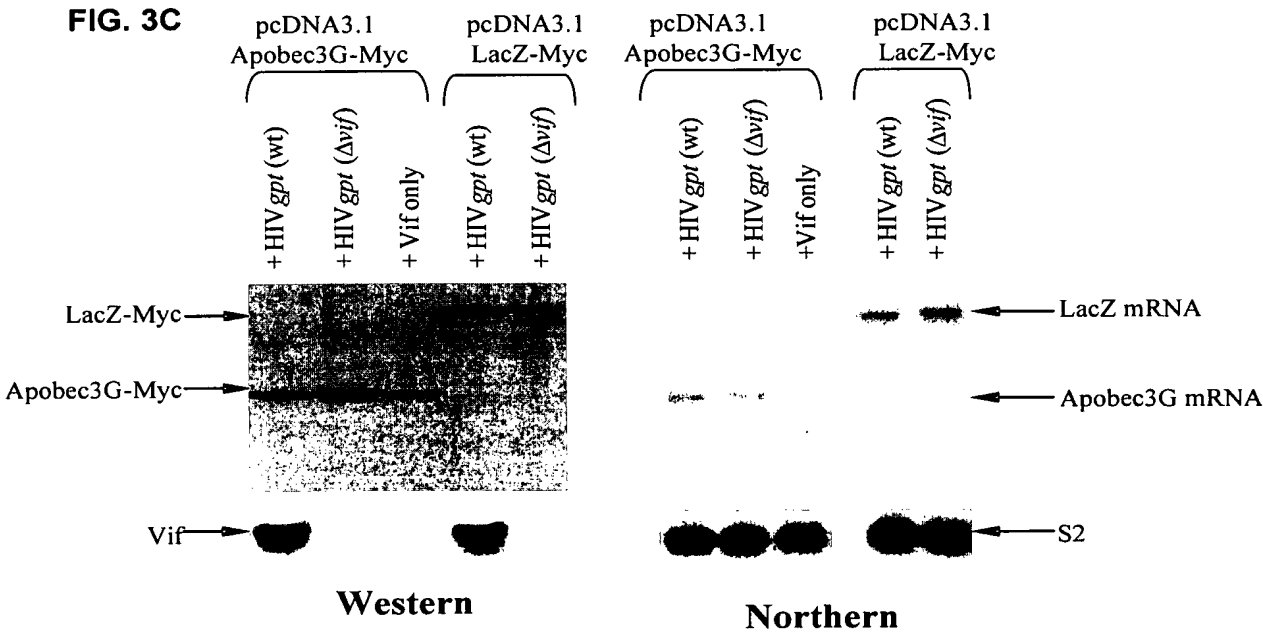 FIG. 3C
pcDNA3.1
Apobec3G-Myc
pcDNA3.1
LacZ-Myc
pcDNA3.1
Apobec3G-Myc
pcDNA3.1
LacZ-Myc
+ HIVgpt (wt)
+ HIVgpt (Δvif)
+ Vif only
+ HIVgpt (wt)
+ HIVgpt (Δvif)
+ HIVgpt (wt)
+ HIVgpt (Δvif)
+Vif only
+ HIVgpt (wt)
+ HIVgpt (Δvif)
LacZ-Myc
LacZ mRNA
Apobec3G-Myc
Apobec3G mRNA
Vif
S2
Western
Northern